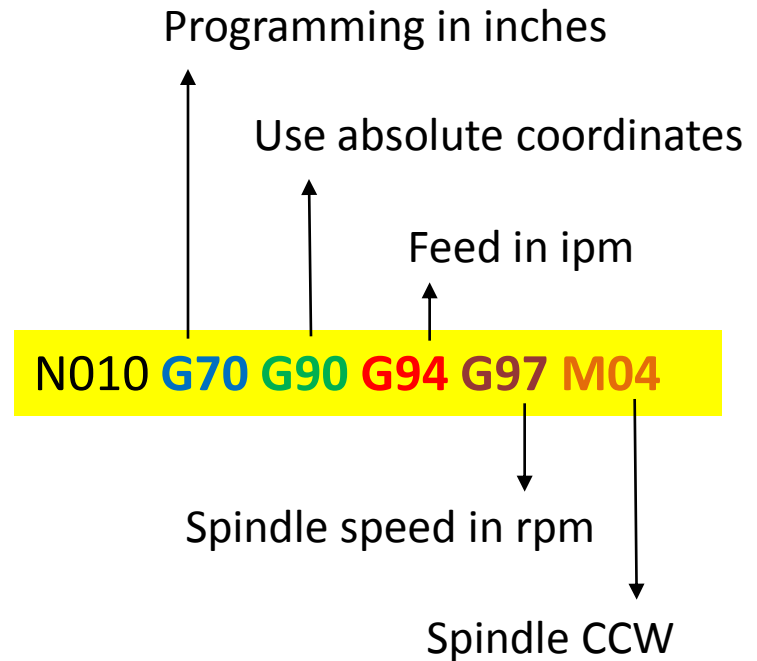 Programming in inches
Use absolute coordinates
Feed in ipm
N010 G70 G90 G94 G97 M04
Spindle speed in rpm
Spindle CCW